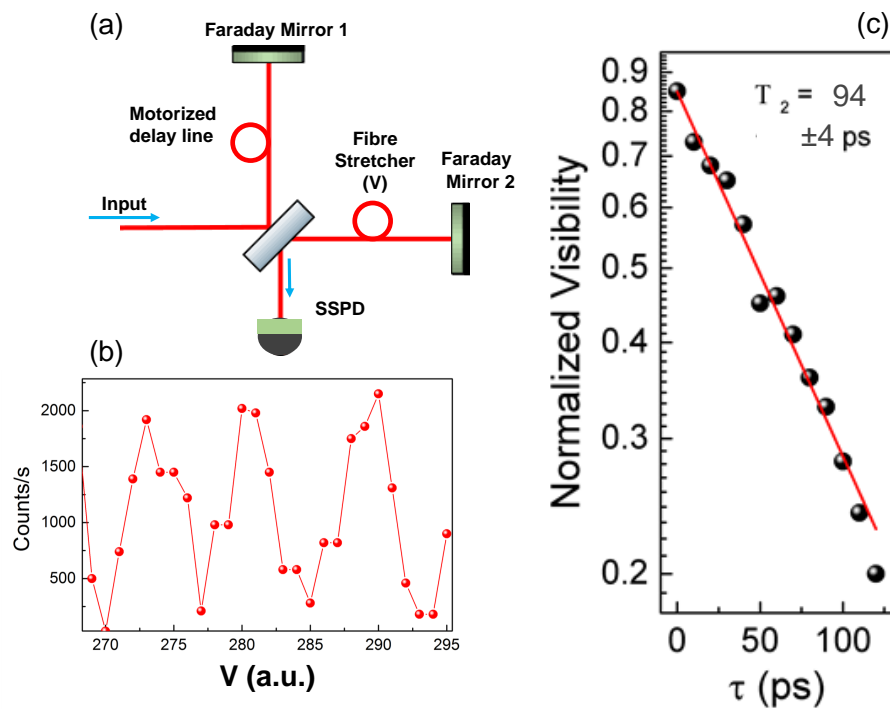 (a)
Faraday Mirror 1
Motorized
delay line
Fibre
Stretcher
(V)
Faraday
Mirror 2
Input
SSPD
(b)
2000
1500
1000
500
Counts/s
270 275 280 285 290 295
V (a.u.)
(c)
0.9
0.8
0.7
0.6
0.5
0.4
0.3
0.2
Normalized Visibility
T 2 = 94
±4 ps
0 50 100
τ (ps)